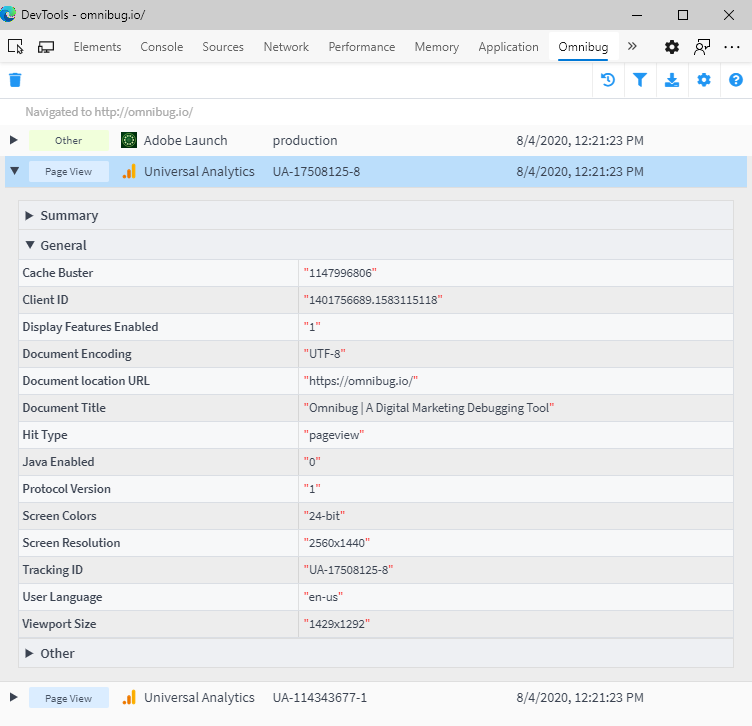 DevTools - omnibug.io/
Elements Console Sources Network Performance Memory Application Omnibug
Navigated to http://omnibug.io/
Other Adobe Launch production 8/4/2020, 12:21:23 PM
Page View Universal Analytics UA-17508125-8 8/4/2020, 12:21:23 PM
Summary
General
Cache Buster "1147996806"
Client ID "1401756689.1583115118"
Display Features Enabled "1"
Document Encoding "UTF-8"
Document location URL "https://omnibug.io/"
Document Title "Omnibug | A Digital Marketing Debugging Tool"
Hit Type "pageview"
Java Enabled "0"
Protocol Version "1"
Screen Colors "24-bit"
Screen Resolution "2560x1440"
Tracking ID "UA-17508125-8"
User Language "en-us"
Viewport Size "1429x1292"
Other
Page View Universal Analytics UA-114343677-1 8/4/2020, 12:21:23 PM